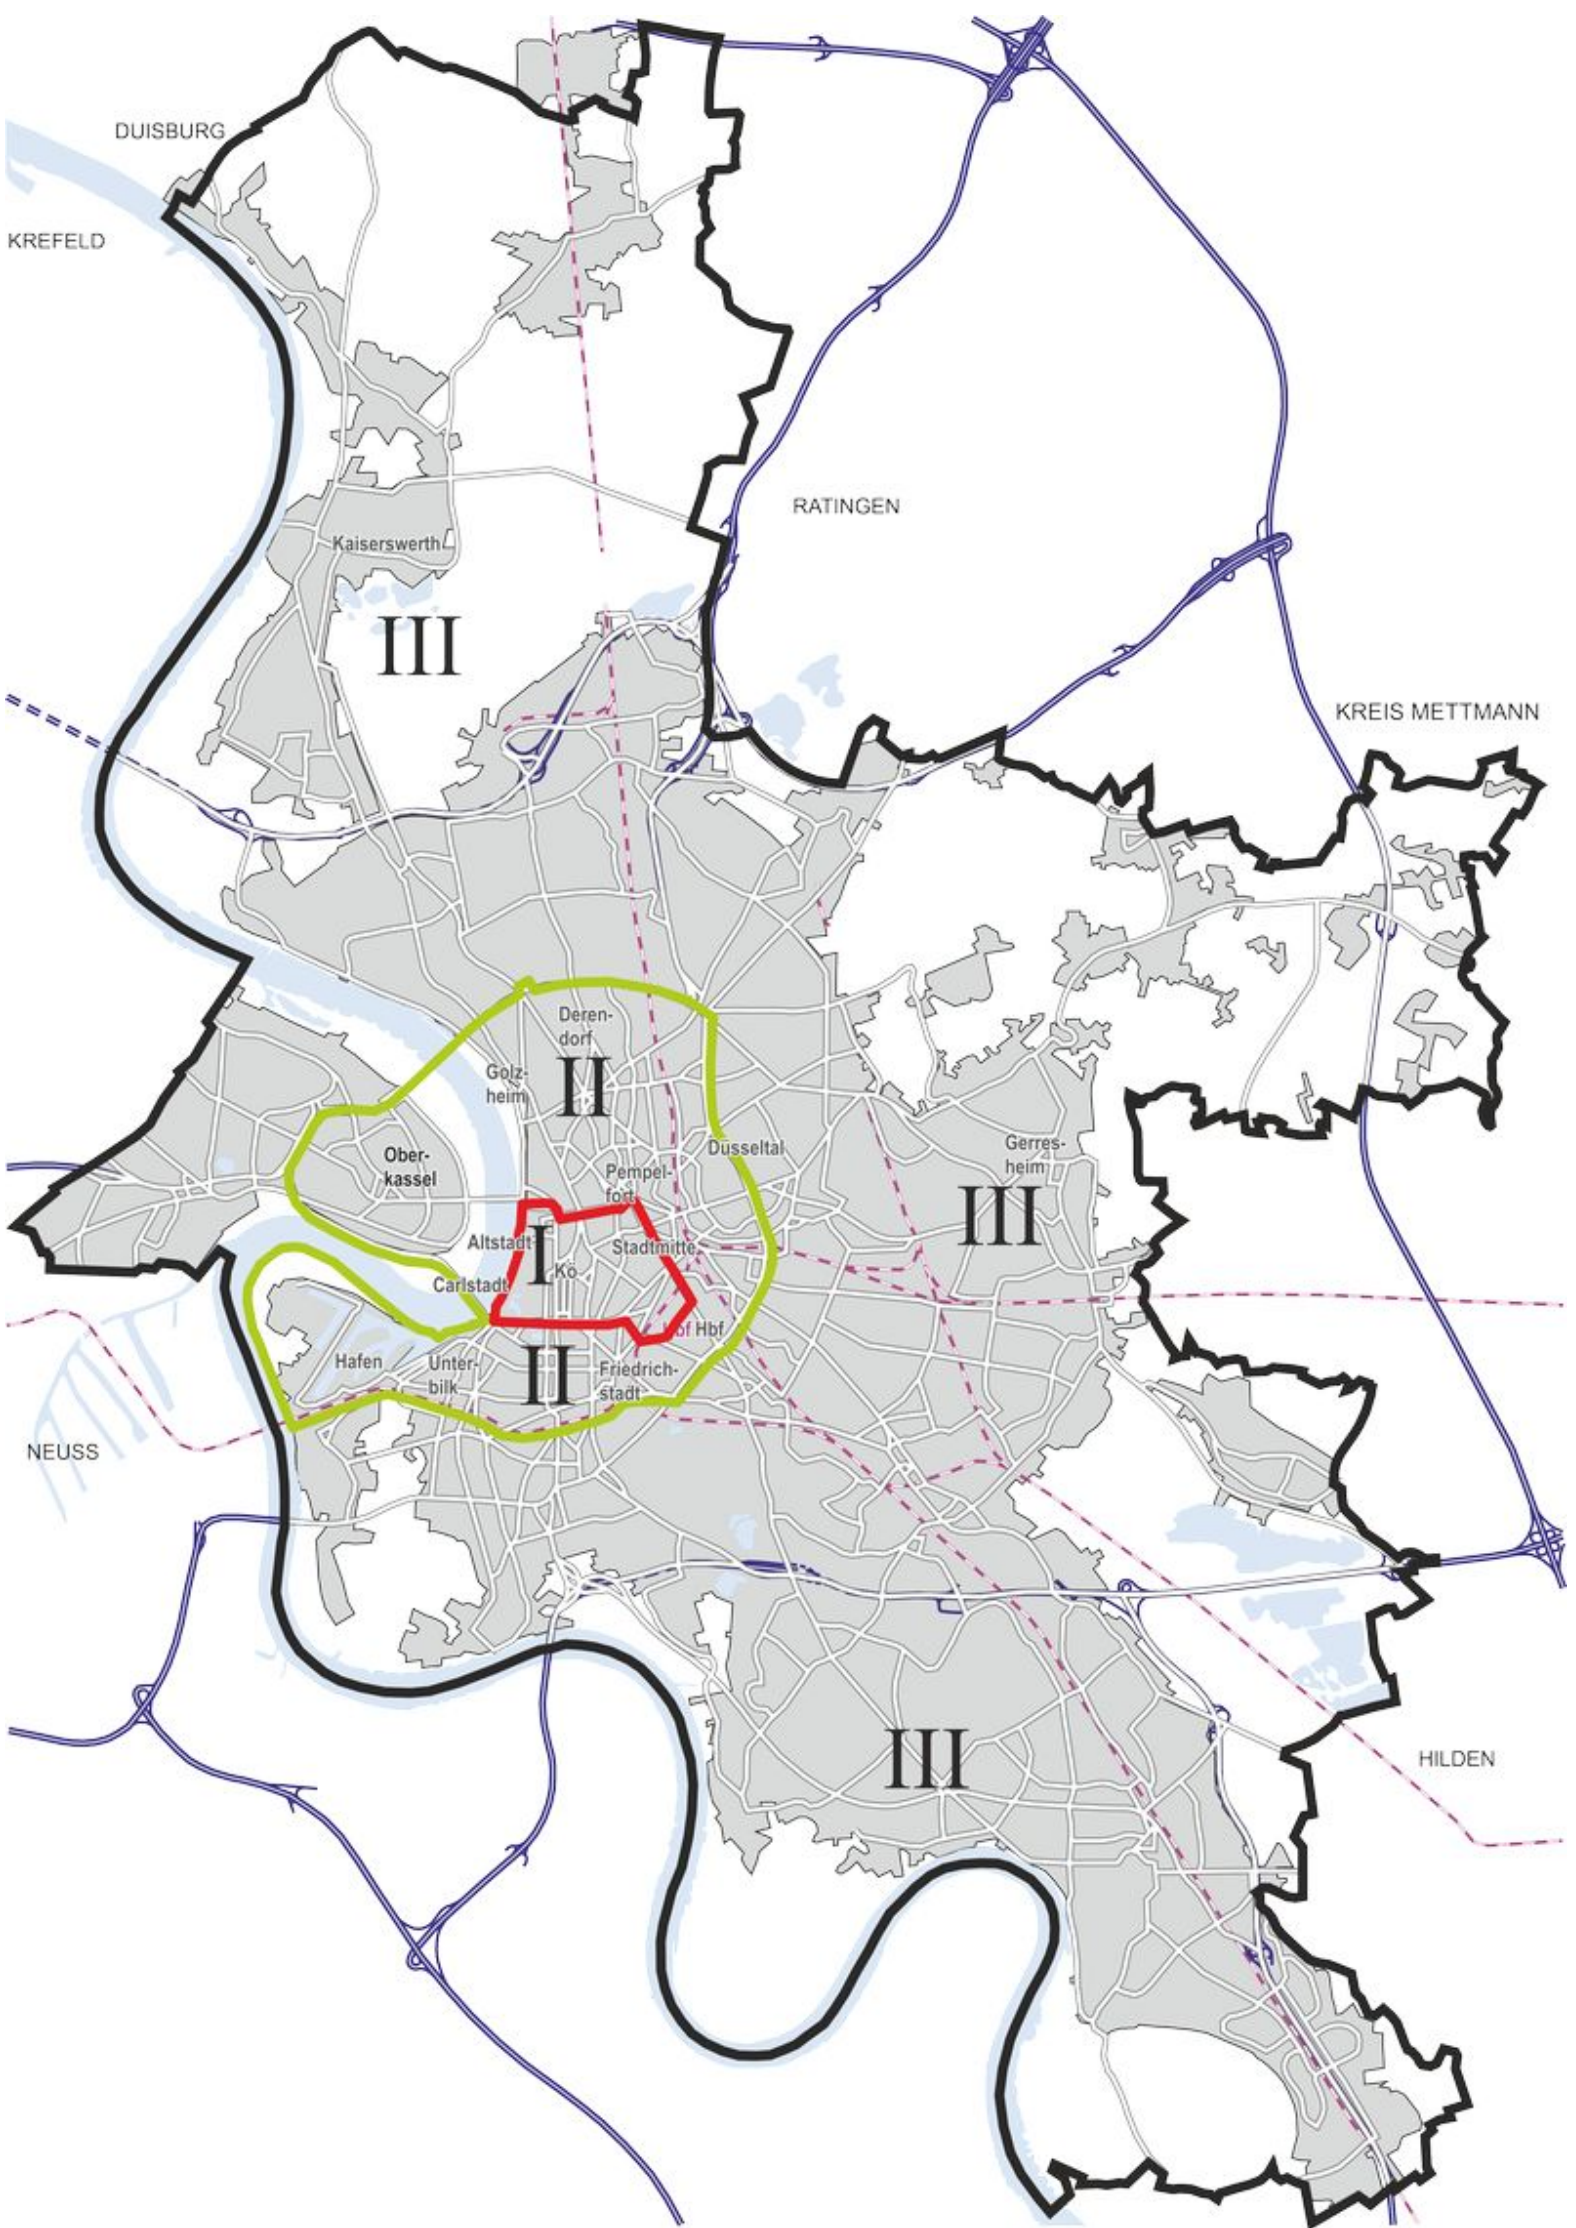 DUISBURG
KREFELD
RATINGEN
Kaiserswerth
III
KREIS METTMANN
Deren-
dorf
II
Golz-
heim
Düsseltal
Gerres-
heim
Ober-
kassel
Pempel-
fort
III
Altstadt
I
Stadtmitte
Kö
Carlstadt
Hbf Hbf
Hafen
Unter-
bilk
II
Friedrich-
stadt
NEUSS
III
HILDEN